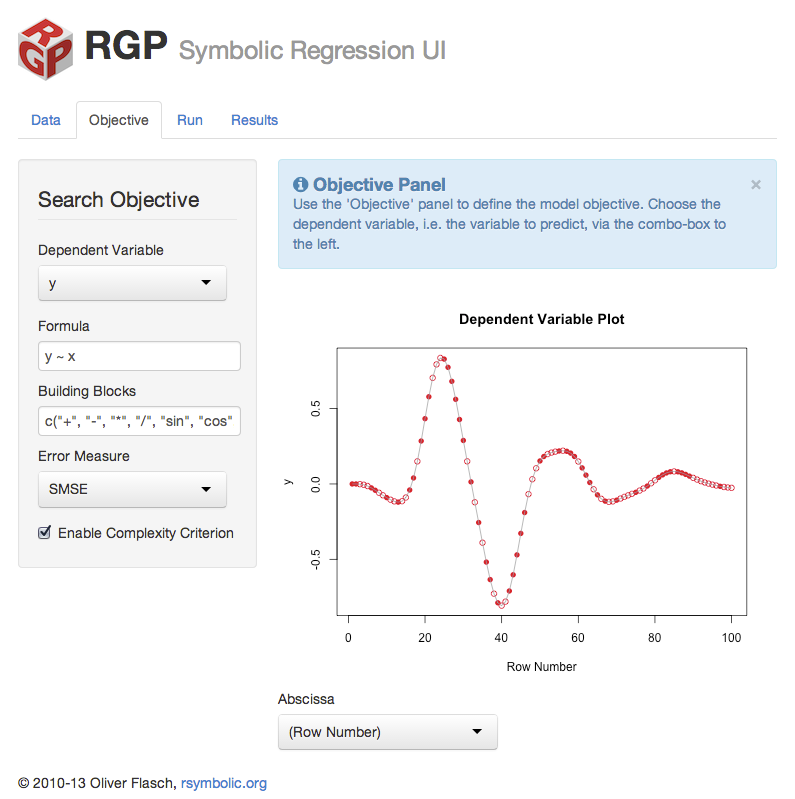 RGP
RGP Symbolic Regression UI
Data Objective Run Results
Search Objective
Dependent Variable
y
Formula
y ~ x
Building Blocks
c("+", "-", "*", "/", "sin", "cos"
Error Measure
SMSE
Enable Complexity Criterion
Objective Panel ×
Use the 'Objective' panel to define the model objective. Choose the
dependent variable, i.e. the variable to predict, via the combo-box to
the left.
Dependent Variable Plot
y
0.5
0.0
-0.5
0 20 40 60 80 100
Row Number
Abscissa
(Row Number)
© 2010-13 Oliver Flasch, rsymbolic.org